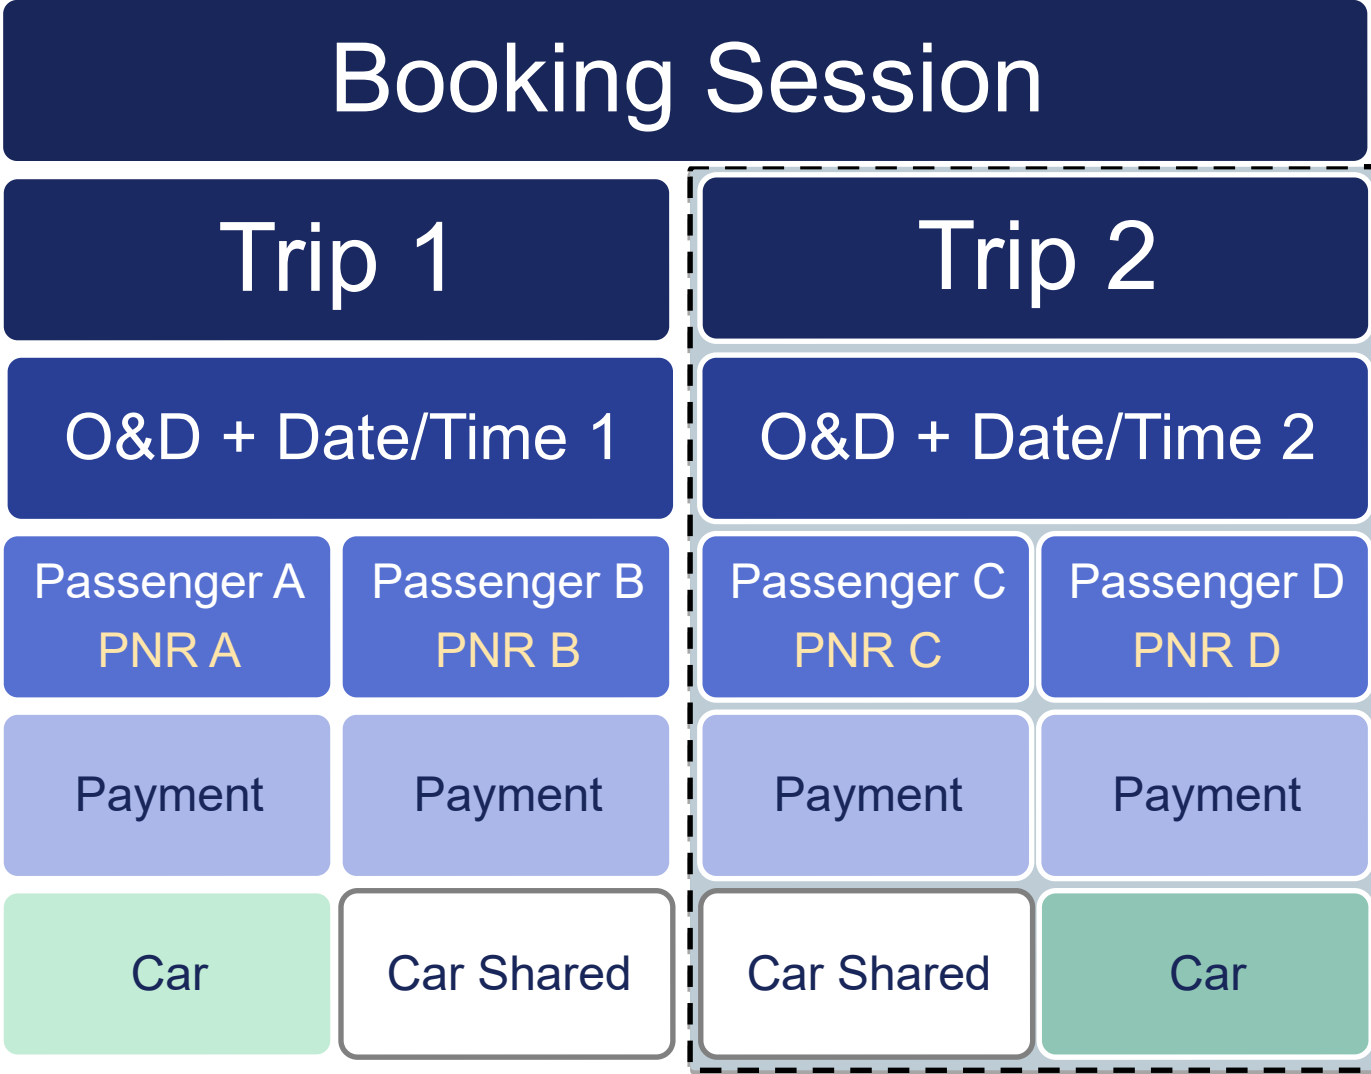 Booking Session
Trip 1
Trip 2
O&D + Date/Time 1
O&D + Date/Time 2
Passenger A
PNR A
Passenger B
PNR B
Passenger C
PNR C
Passenger D
PNR D
Payment
Payment
Payment
Payment
Car
Car Shared
Car Shared
Car